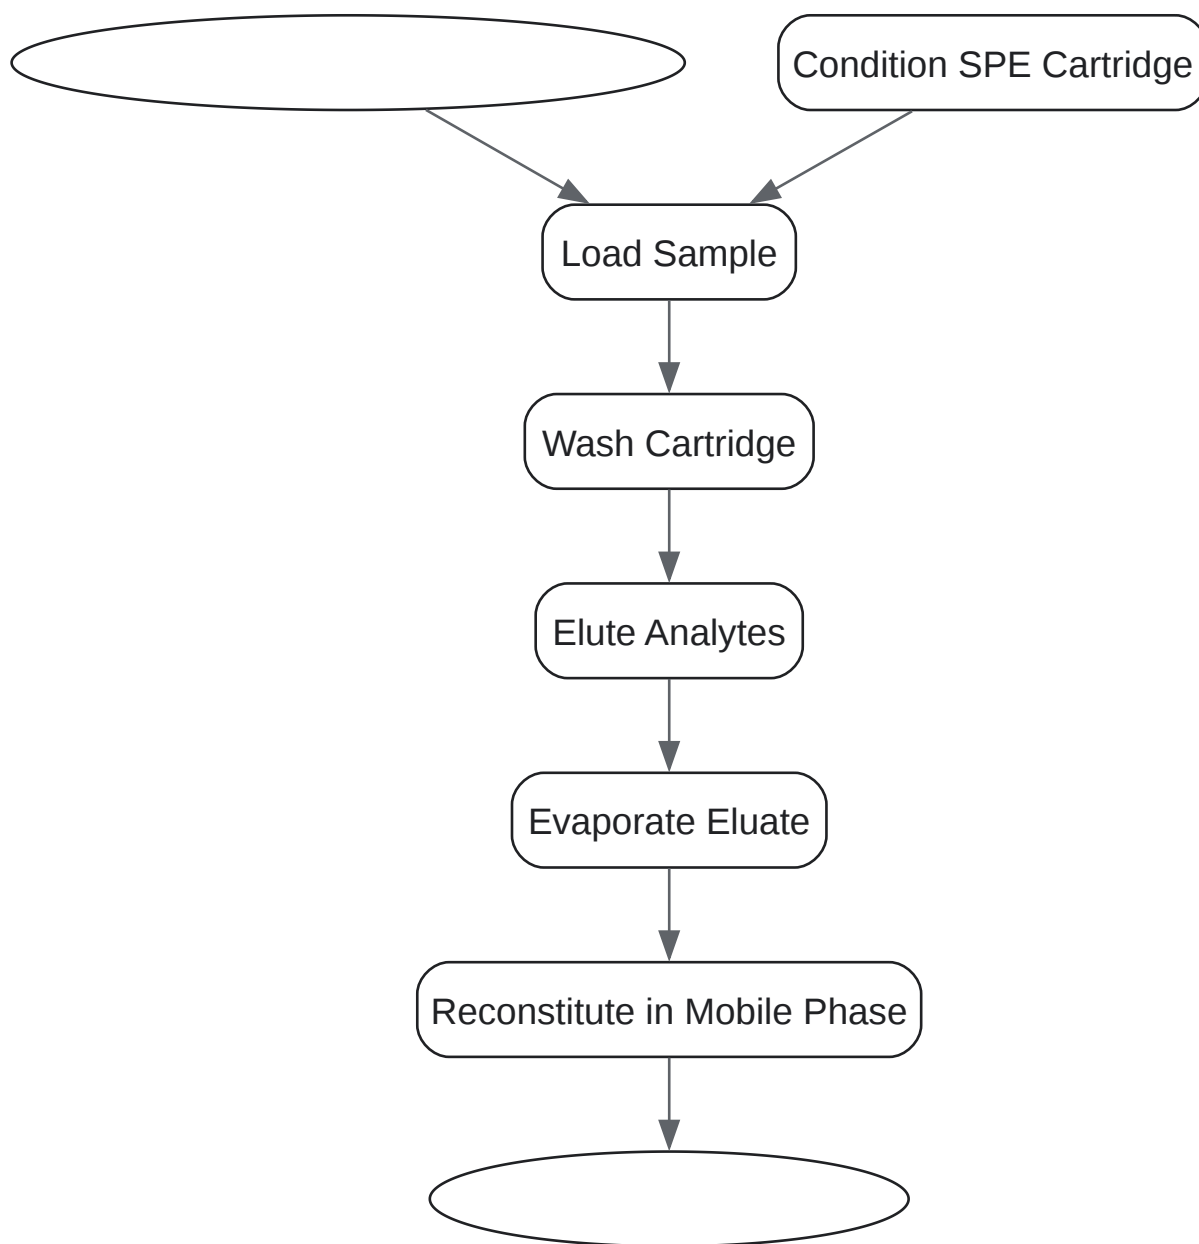 Condition SPE Cartridge
Load Sample
Wash Cartridge
Elute Analytes
Evaporate Eluate
Reconstitute in Mobile Phase